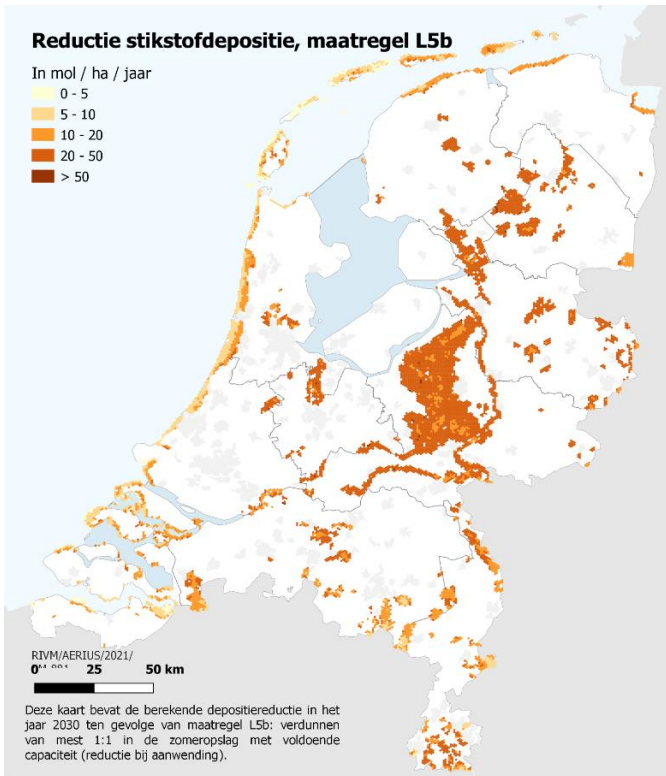 Reductie stikstofdepositie, maatregel L5b
In mol / ha / jaar
0 - 5
5 - 10
10 - 20
20 - 50
> 50
RIVM/AERIUS/2021/
0 25 50 km
Deze kaart bevat de berekende depositiereductie in het
jaar 2030 ten gevolge van maatregel L5b: verdunnen
van mest 1:1 in de zomeropslag met voldoende
capaciteit (reductie bij aanwending).